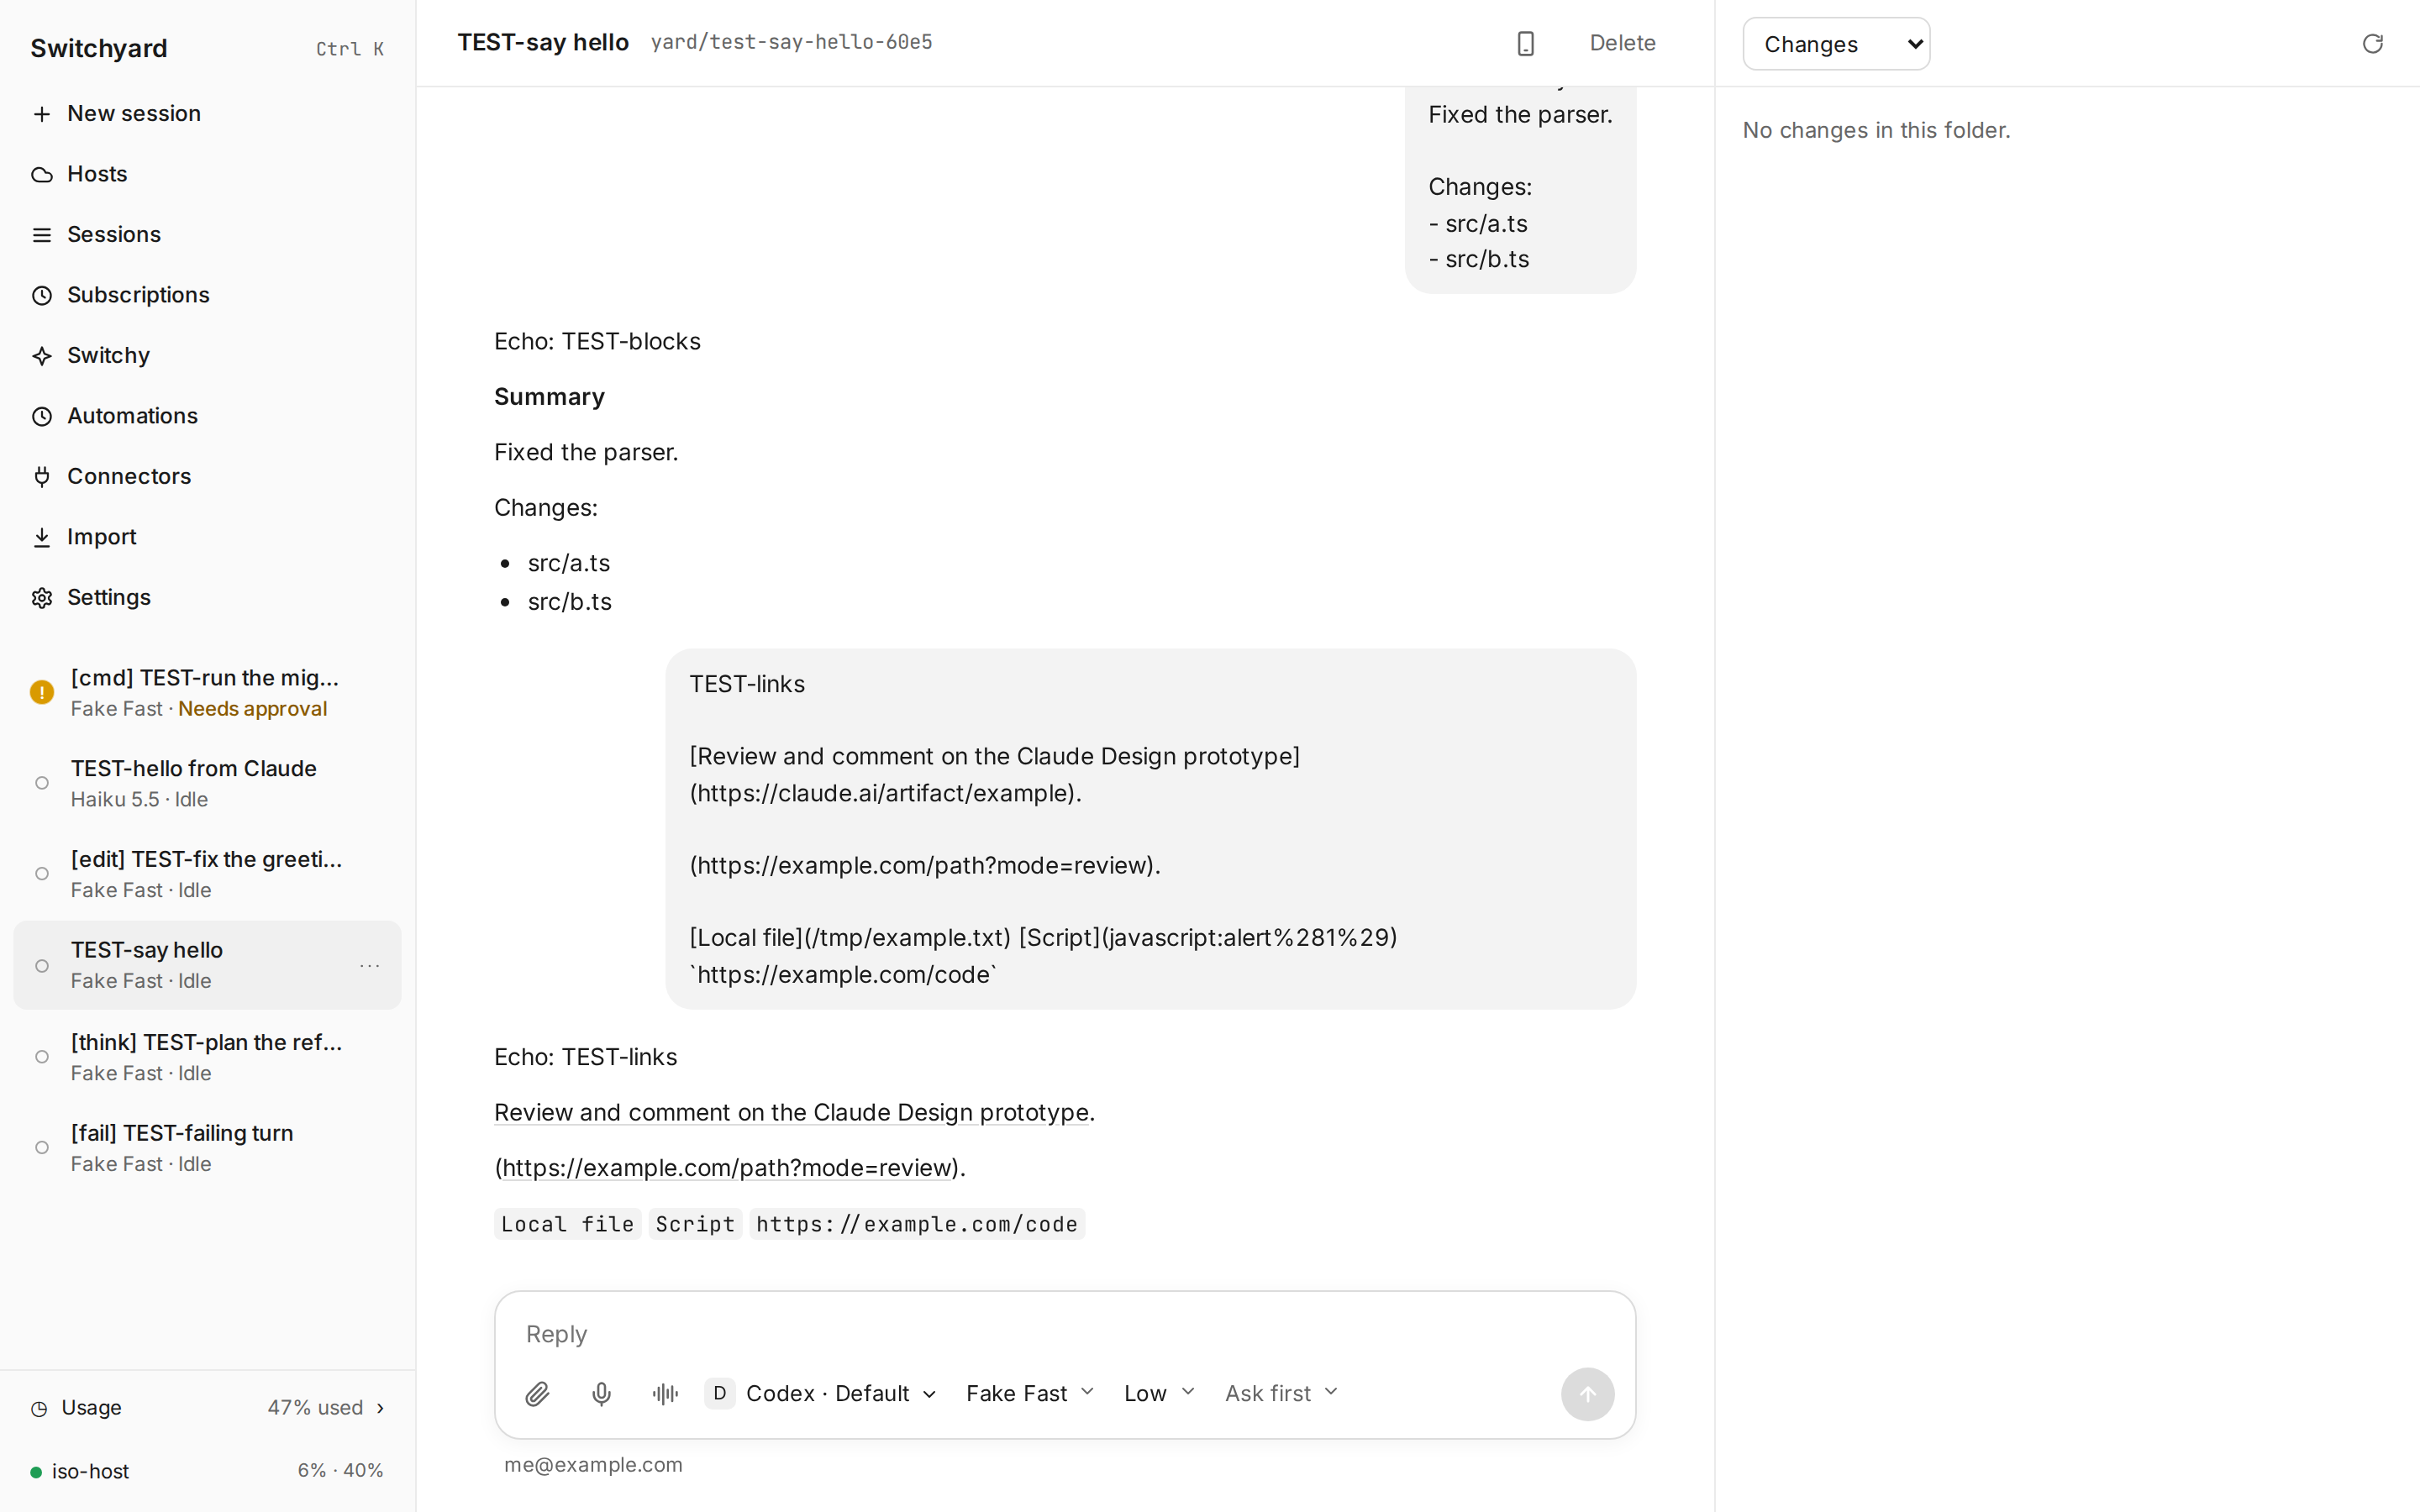 Switchyard
Ctrl K
New session
Hosts
Sessions
Subscriptions
Switchy
Automations
Connectors
Import
Settings
[cmd] TEST-run the mig...
Fake Fast · Needs approval
TEST-hello from Claude
Haiku 5.5 · Idle
[edit] TEST-fix the greeti...
Fake Fast · Idle
TEST-say hello
Fake Fast · Idle
[think] TEST-plan the ref...
Fake Fast · Idle
[fail] TEST-failing turn
Fake Fast · Idle
Usage
47% used
iso-host
6% · 40%
TEST-say hello
yard/test-say-hello-60e5
Delete
Fixed the parser.
Changes:
- src/a.ts
- src/b.ts
Echo: TEST-blocks
Summary
Fixed the parser.
Changes:
• src/a.ts
• src/b.ts
TEST-links
[Review and comment on the Claude Design prototype]
(https://claude.ai/artifact/example).
(https://example.com/path?mode=review).
[Local file](/tmp/example.txt) [Script](javascript:alert%281%29)
`https://example.com/code`
Echo: TEST-links
Review and comment on the Claude Design prototype.
(https://example.com/path?mode=review).
Local file Script https://example.com/code
Reply
D Codex · Default
Fake Fast
Low
Ask first
me@example.com
Changes
No changes in this folder.